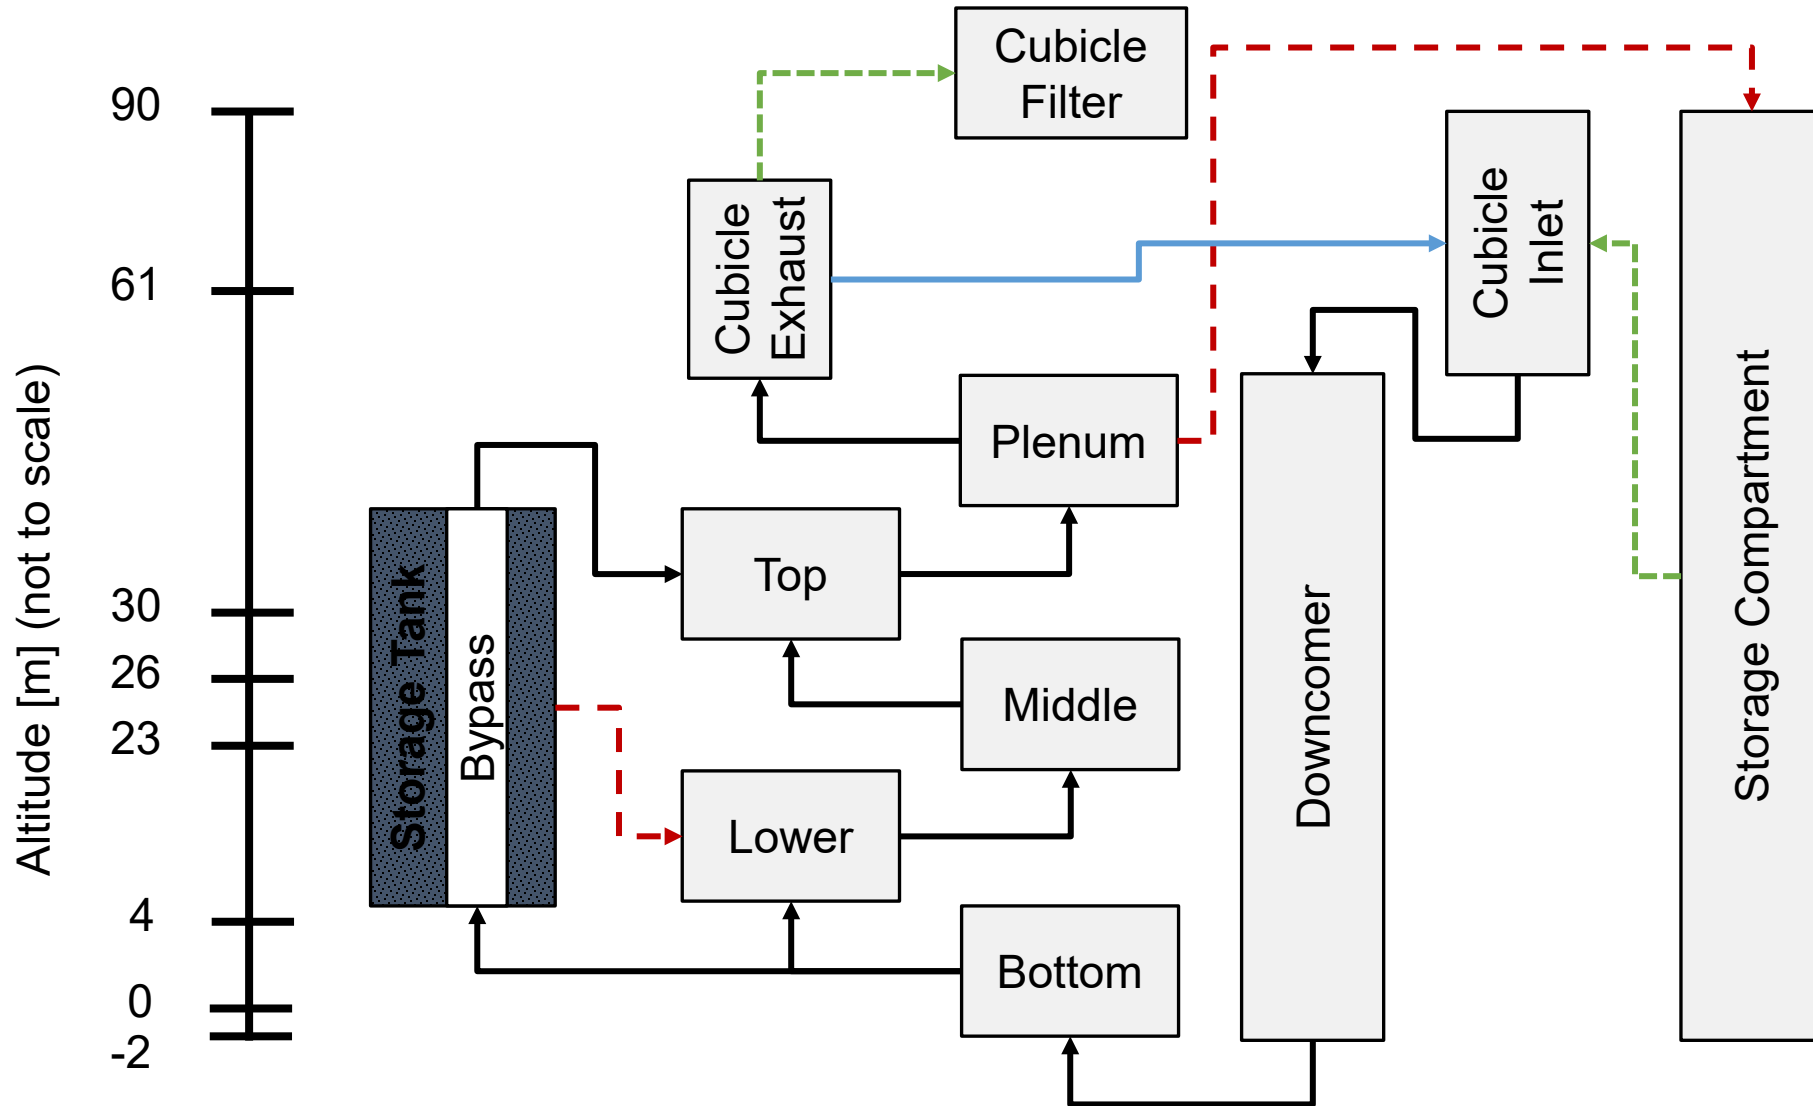 Cubicle
Filter
90
Cubicle
Exhaust
Cubicle
Inlet
61
Altitude [m] (not to scale)
Plenum
Storage Tank
Bypass
Top
30
Downcomer
Storage Compartment
26
Middle
23
Lower
4
Bottom
0
-2